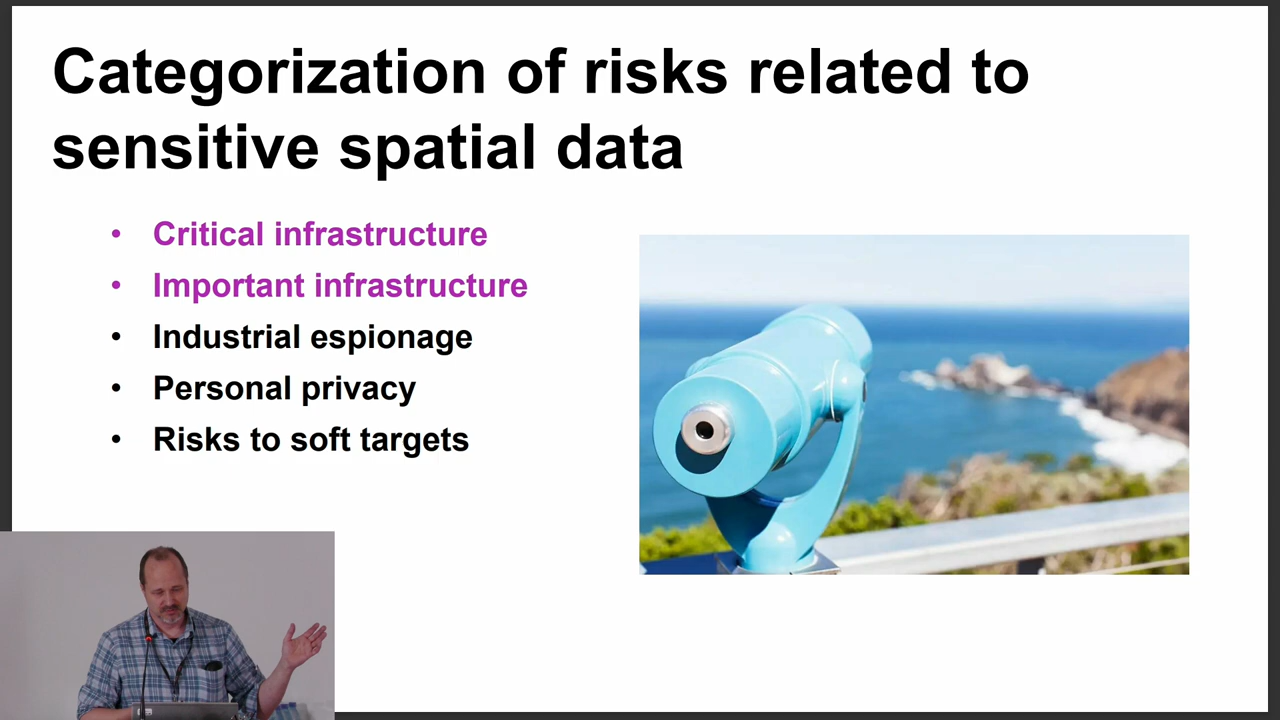 Categorization of risks related to
sensitive spatial data
• Critical infrastructure
• Important infrastructure
• Industrial espionage
• Personal privacy
• Risks to soft targets